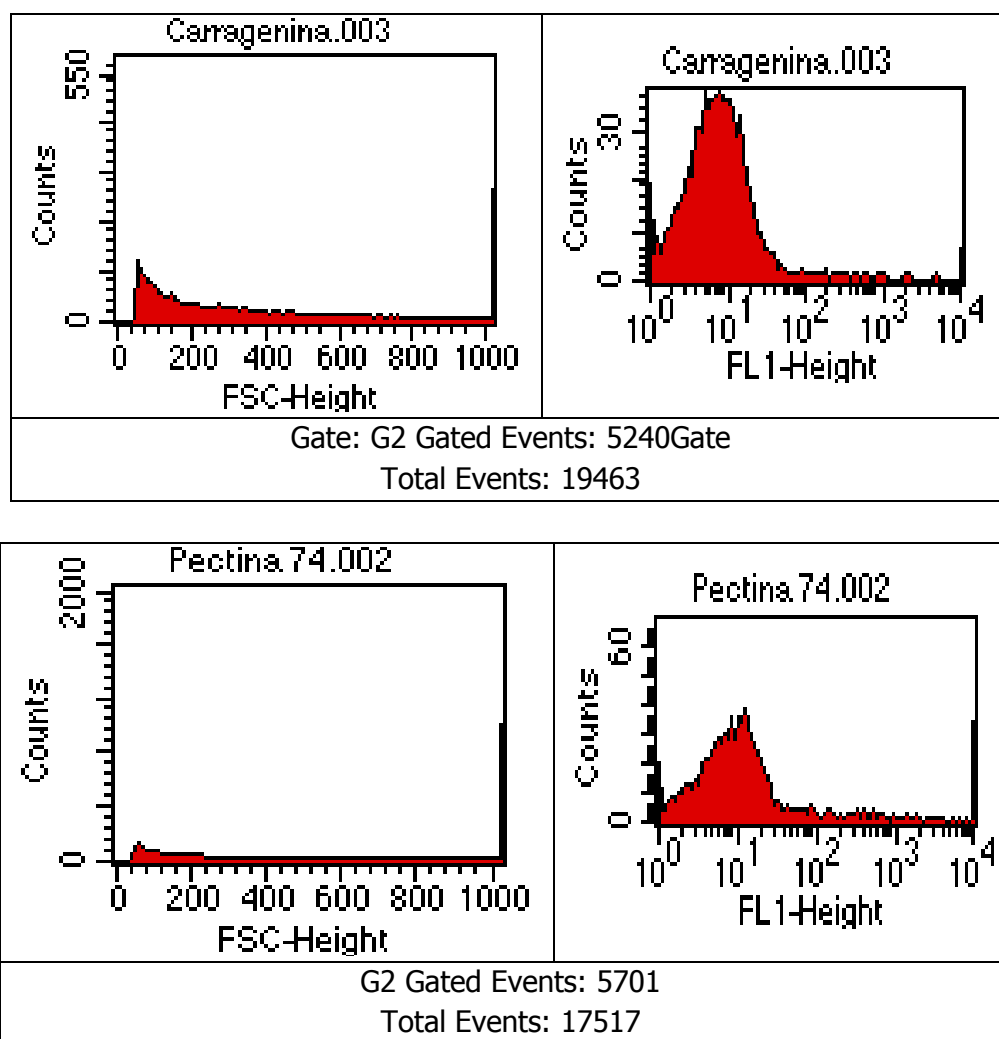 Carragenina.003
550
Counts
0
0 200 400 600 800 1000
FSC-Height
Carragenina.003
30
Counts
0
10^0 10^1 10^2 10^3 10^4
FL1-Height
Gate: G2 Gated Events: 5240Gate
Total Events: 19463
Pectina 74.002
2000
Counts
0
0 200 400 600 800 1000
FSC-Height
Pectina 74.002
60
Counts
0
10^0 10^1 10^2 10^3 10^4
FL1-Height
G2 Gated Events: 5701
Total Events: 17517